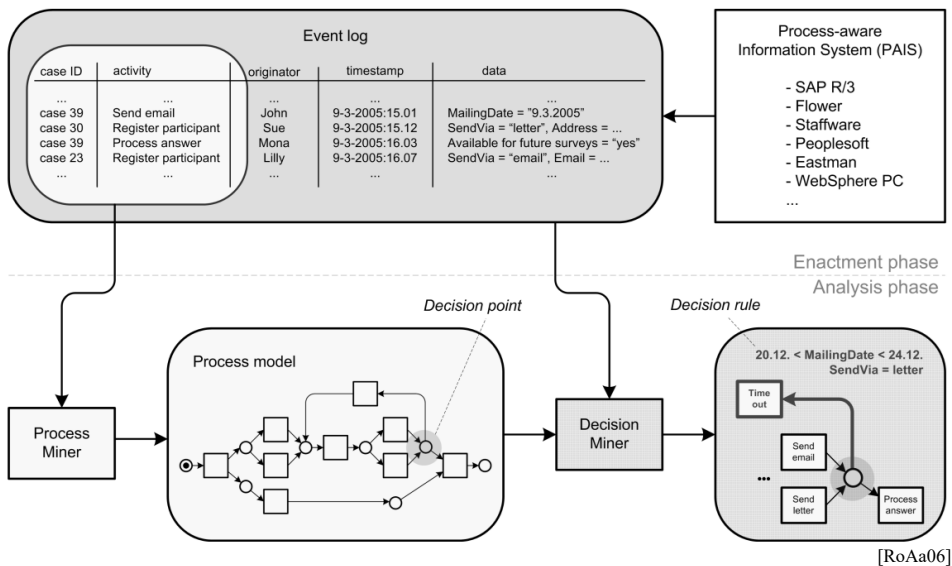 Event log
case ID activity originator timestamp data
... ... ... ... ...
case 39 Send email John 9-3-2005:15.01 MailingDate = ”9.3.2005”
case 30 Register participant Sue 9-3-2005:15.12 SendVia = “letter”, Address = ...
case 39 Process answer Mona 9-3-2005:16.03 Available for future surveys = “yes”
case 23 Register participant Lilly 9-3-2005:16.07 SendVia = “email”, Email = ...
... ... ... ... ...
Process-aware
Information System (PAIS)
- SAP R/3
- Flower
- Staffware
- Peoplesoft
- Eastman
- WebSphere PC
...
Enactment phase
Analysis phase
Process
Miner
Process model
Decision point
Decision
Miner
Decision rule
20.12. < MailingDate < 24.12.
SendVia = letter
Time
out
Send
email
...
Send
letter
Process
answer
[RoAa06]